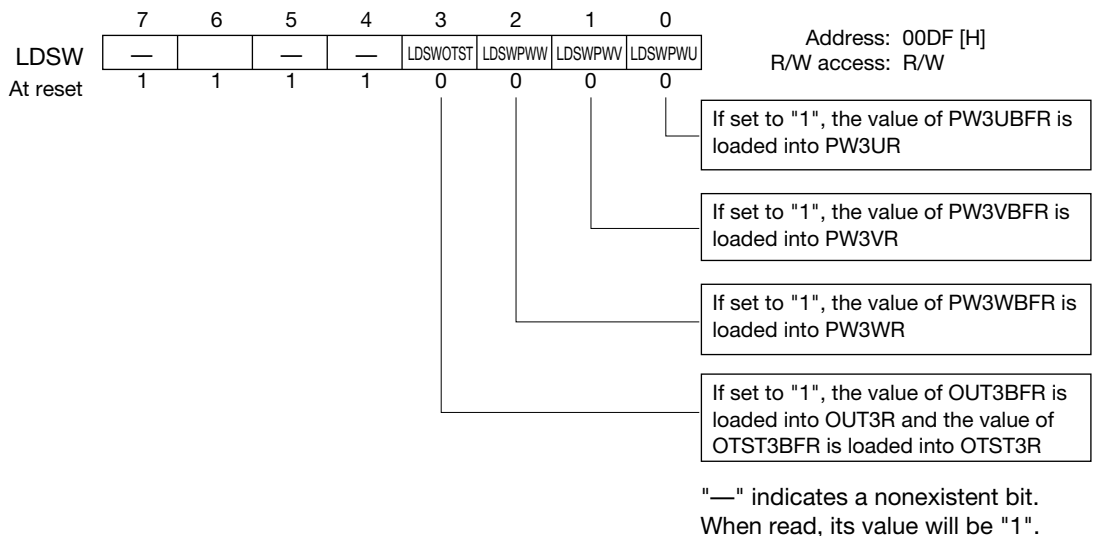 7 6 5 4 3 2 1 0
LDSW — — — LDSWOTST LDSWPWW LDSWPWV LDSWPWU
At reset 1 1 1 1 0 0 0 0
Address: 00DF [H]
R/W access: R/W
If set to "1", the value of PW3UBFR is
loaded into PW3UR
If set to "1", the value of PW3VBFR is
loaded into PW3VR
If set to "1", the value of PW3WBFR is
loaded into PW3WR
If set to "1", the value of OUT3BFR is
loaded into OUT3R and the value of
OTST3BFR is loaded into OTST3R
"—" indicates a nonexistent bit.
When read, its value will be "1".